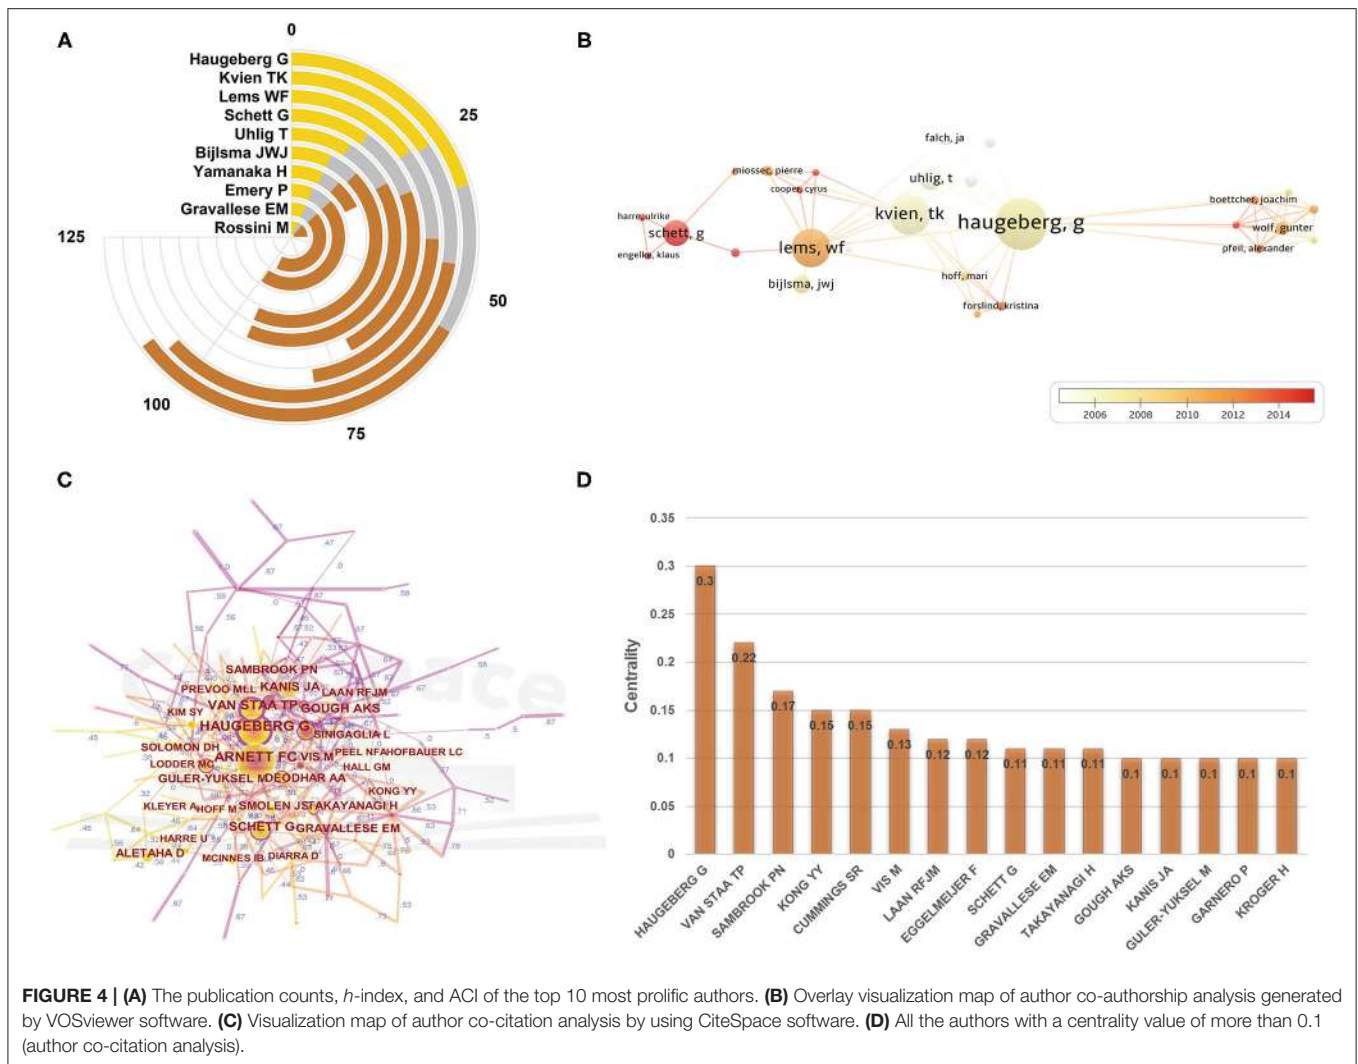 A
0
Haugeberg G
Kvien TK
Lems WF
Schett G
Uhlig T
Bijlsma JWJ
Yamanaka H
Emery P
Gravallese EM
Rossini M
25
50
75
100
125
B
falch, ja
miossec, pierre
uhlig, t
cooper, cyrus
boettcher, joachim
harre, ulrike
kvien, tk
haugeberg, g
schett, g
wolf, gunter
lems, wf
engelke, klaus
pfeil, alexander
hoff, mari
bijlsma, jwj
forslind, kristina
2006 2008 2010 2012 2014
C
SAMBROOK PN
PREVOO MLL KANIS JA
LAAN RFJM
VAN STAA TP GOUGH AKS
KIM SY
HAUGEBERG G
SINIGAGLIA L
SOLOMON DH
ARNETT FC VIS M
PEEL NFA
HOFBAUER LC
LODDER MC
HALL GM
GULER-YUKSEL M
DEODHAR AA
KONG YY
KLEYER A
HOFF M
SMOLEN JS
TAKAYANAGI H
SCHETT G
GRAVALLESE EM
HARRE U
ALETAHA D
MCINNES IB
DIARRA D
D
Centrality
0.35
0.3
0.25
0.2
0.15
0.1
0.05
0
0.3
0.22
0.17
0.15
0.15
0.13
0.12
0.12
0.11
0.11
0.11
0.1
0.1
0.1
0.1
0.1
HAUGEBERG G
VAN STAA TP
SAMBROOK PN
KONG YY
CUMMINGS SR
VIS M
LAAN RFJM
EGGELMEIJER F
SCHETT G
GRAVALLESE EM
TAKAYANAGI H
GOUGH AKS
KANIS JA
GULER-YUKSEL M
GARNERO P
KROGER H
FIGURE 4 | (A) The publication counts, h-index, and ACI of the top 10 most prolific authors. (B) Overlay visualization map of author co-authorship analysis generated
by VOSviewer software. (C) Visualization map of author co-citation analysis by using CiteSpace software. (D) All the authors with a centrality value of more than 0.1
(author co-citation analysis).